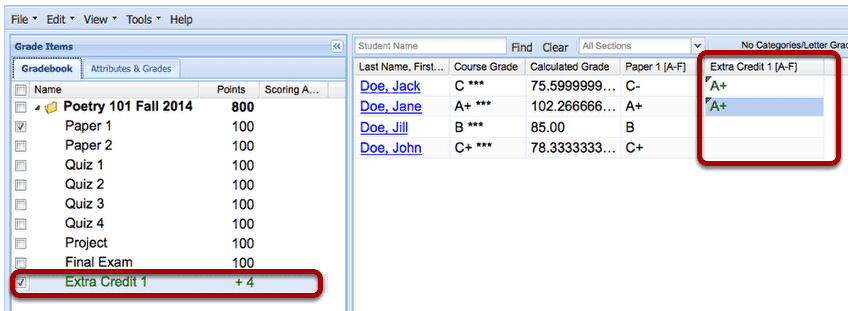 File Edit View Tools Help
Grade Items
Gradebook Attributes & Grades
Name Points Scoring A...
Poetry 101 Fall 2014 800
Paper 1 100
Paper 2 100
Quiz 1 100
Quiz 2 100
Quiz 3 100
Quiz 4 100
Project 100
Final Exam 100
Extra Credit 1 + 4
Student Name Find Clear All Sections No Categories/Letter Grad
Last Name, First... Course Grade Calculated Grade Paper 1 [A-F] Extra Credit 1 [A-F]
Doe, Jack C *** 75.5999999... C- A+
Doe, Jane A+ *** 102.266666... A+ A+
Doe, Jill B *** 85.00 B
Doe, John C+ *** 78.3333333... C+